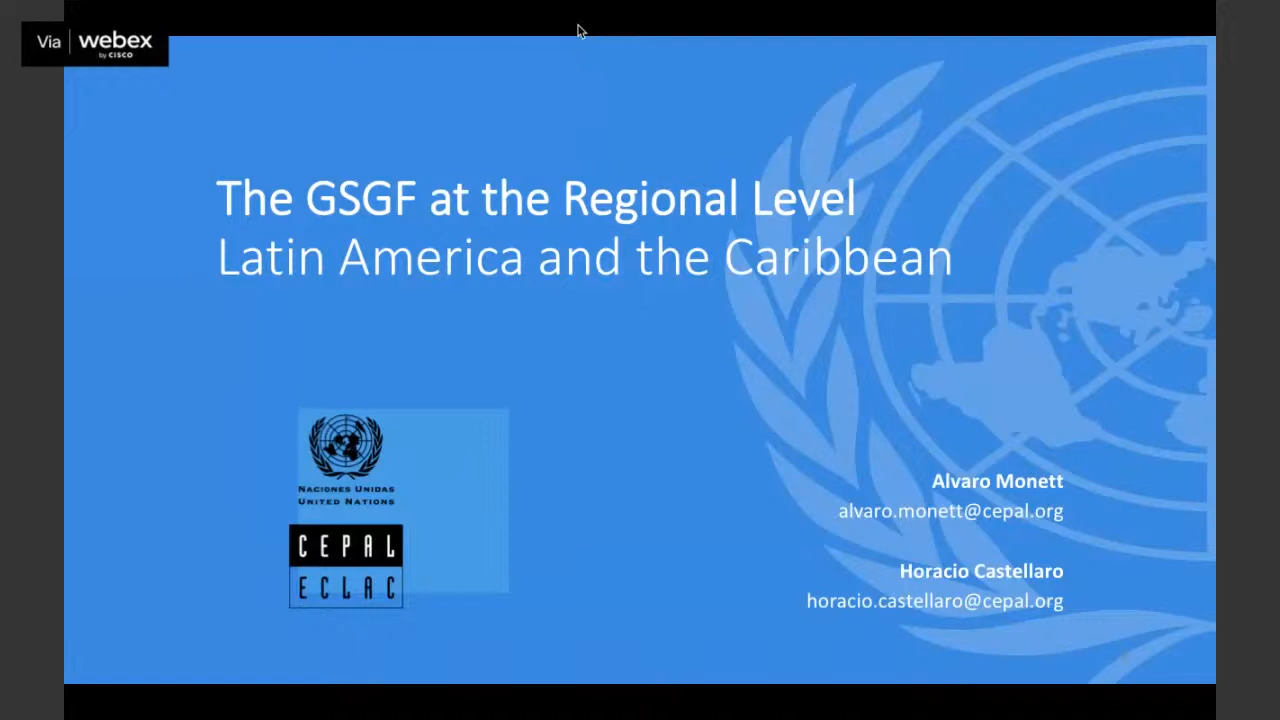 Via webex
by CISCO
The GSGF at the Regional Level
Latin America and the Caribbean
NACIONES UNIDAS
UNITED NATIONS
CEPAL
ECLAC
Alvaro Monett
alvaro.monett@cepal.org
Horacio Castellaro
horacio.castellaro@cepal.org